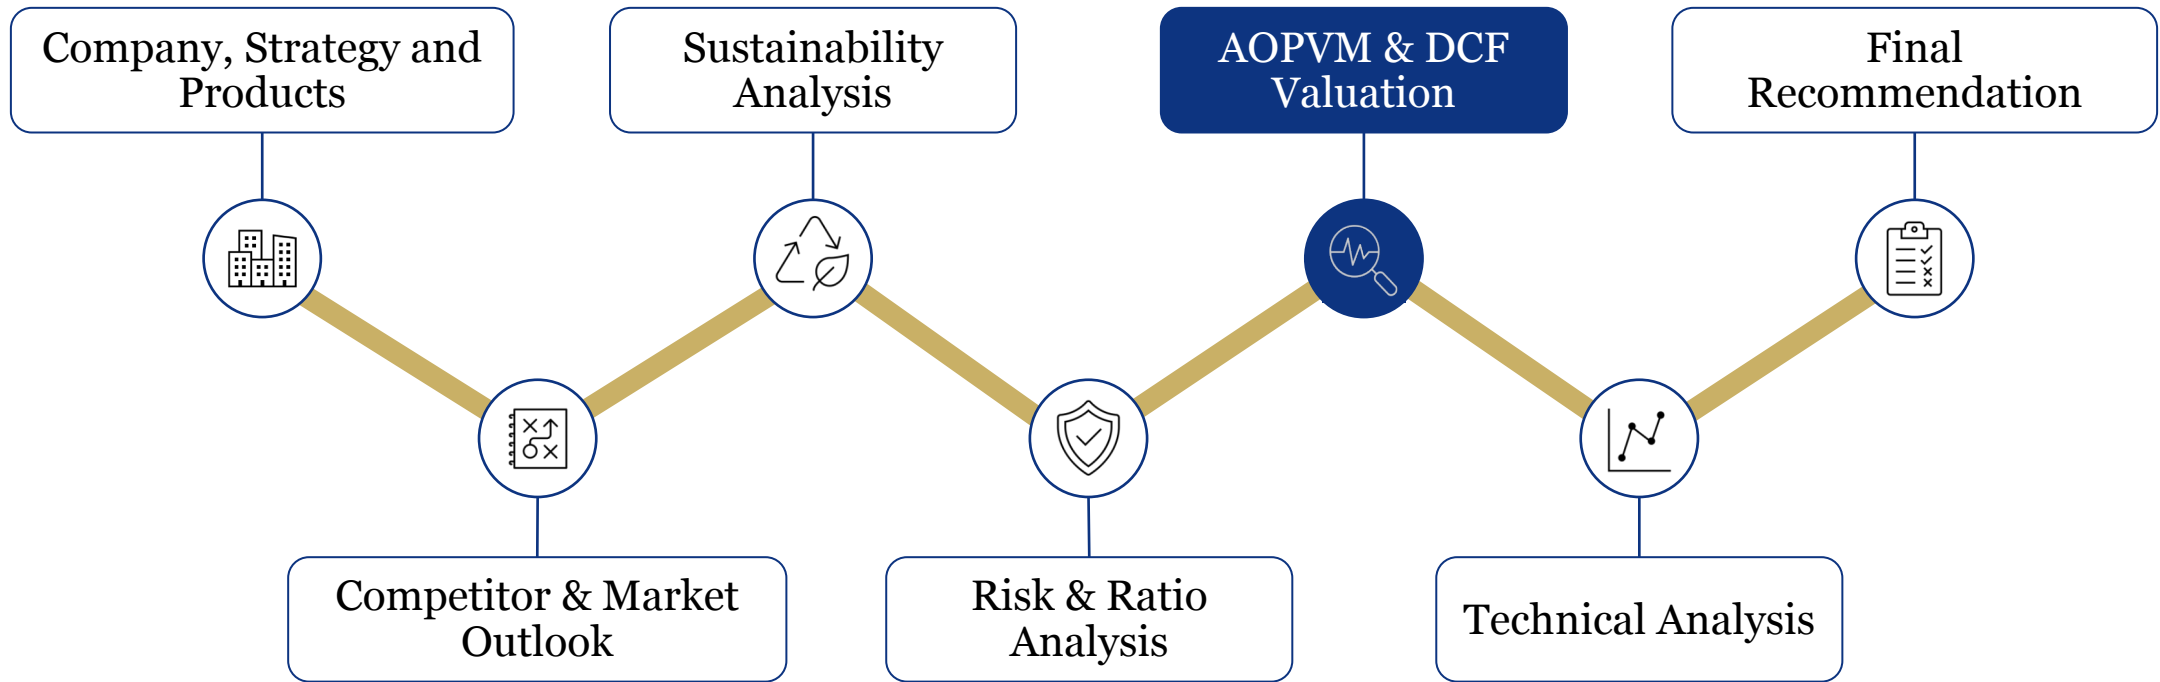 Company, Strategy and
Products
Sustainability
Analysis
AOPVM & DCF
Valuation
Final
Recommendation
Competitor & Market
Outlook
Risk & Ratio
Analysis
Technical Analysis